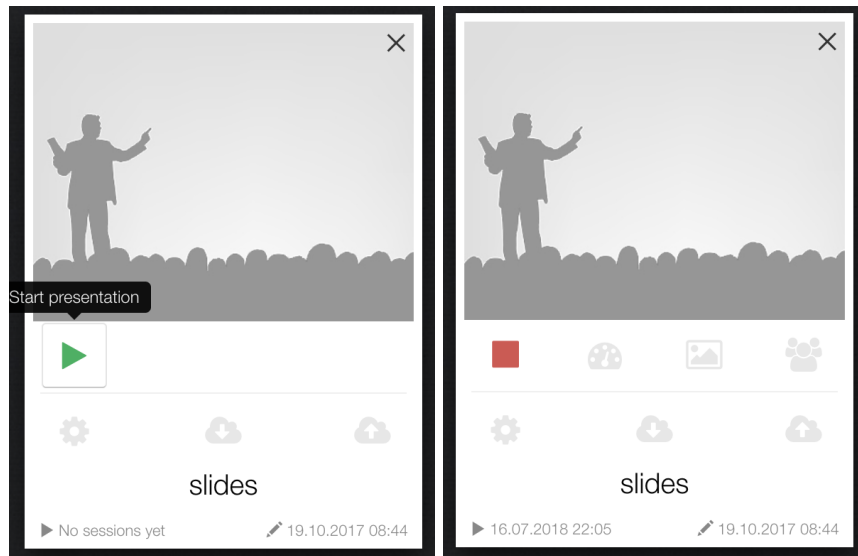 Start presentation
slides
No sessions yet
19.10.2017 08:44
slides
16.07.2018 22:05
19.10.2017 08:44